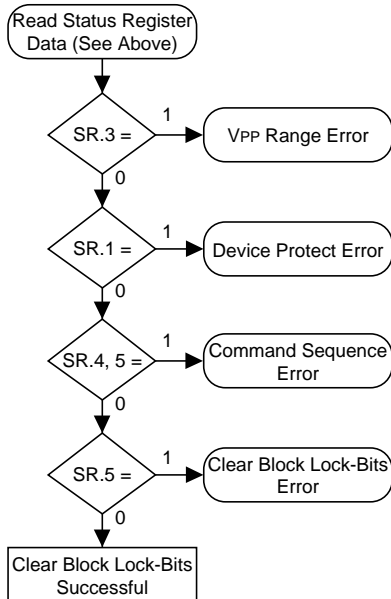 Read Status Register
Data (See Above)
SR.3 =
1
VPP Range Error
0
SR.1 =
1
Device Protect Error
0
SR.4, 5 =
1
Command Sequence
Error
0
SR.5 =
1
Clear Block Lock-Bits
Error
0
Clear Block Lock-Bits
Successful